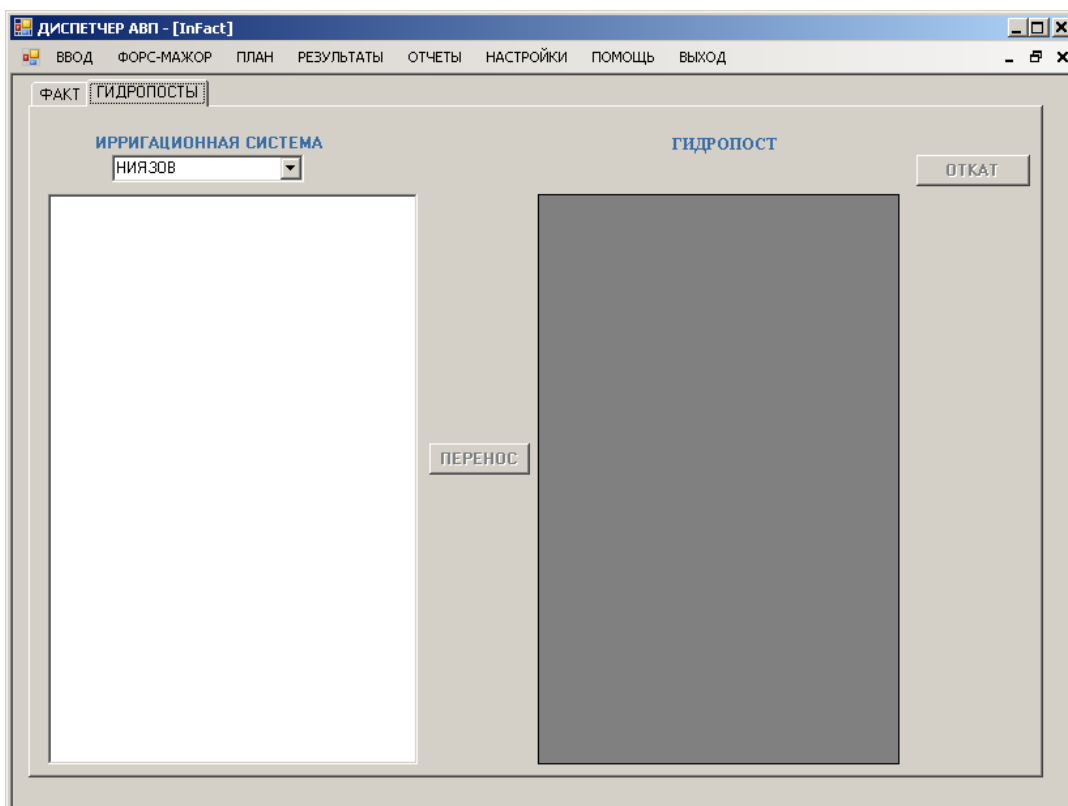 ДИСПЕТЧЕР АВП - [InFact]
ВВОД ФОРС-МАЖОР ПЛАН РЕЗУЛЬТАТЫ ОТЧЕТЫ НАСТРОЙКИ ПОМОЩЬ ВЫХОД
ФАКТ ГИДРОПОСТЫ
ИРРИГАЦИОННАЯ СИСТЕМА ГИДРОПОСТ
НИЯЗОВ ОТКАТ
ПЕРЕНОС